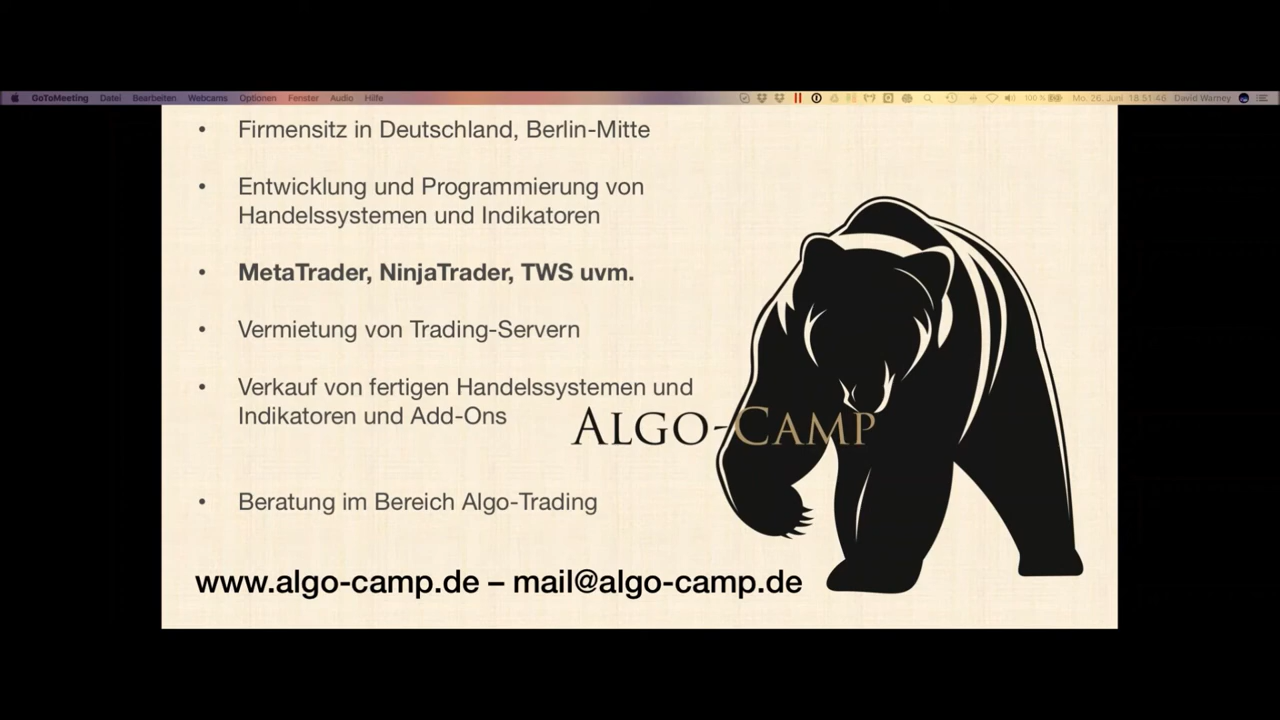 GoToMeeting Datei Bearbeiten Webcams Optionen Fenster Audio Hilfe 100 % Mo. 26. Juni 18:51:46 David Warney
• Firmensitz in Deutschland, Berlin-Mitte
• Entwicklung und Programmierung von
Handelssystemen und Indikatoren
• MetaTrader, NinjaTrader, TWS uvm.
• Vermietung von Trading-Servern
• Verkauf von fertigen Handelssystemen und
Indikatoren und Add-Ons
ALGO-CAMP
• Beratung im Bereich Algo-Trading
www.algo-camp.de – mail@algo-camp.de